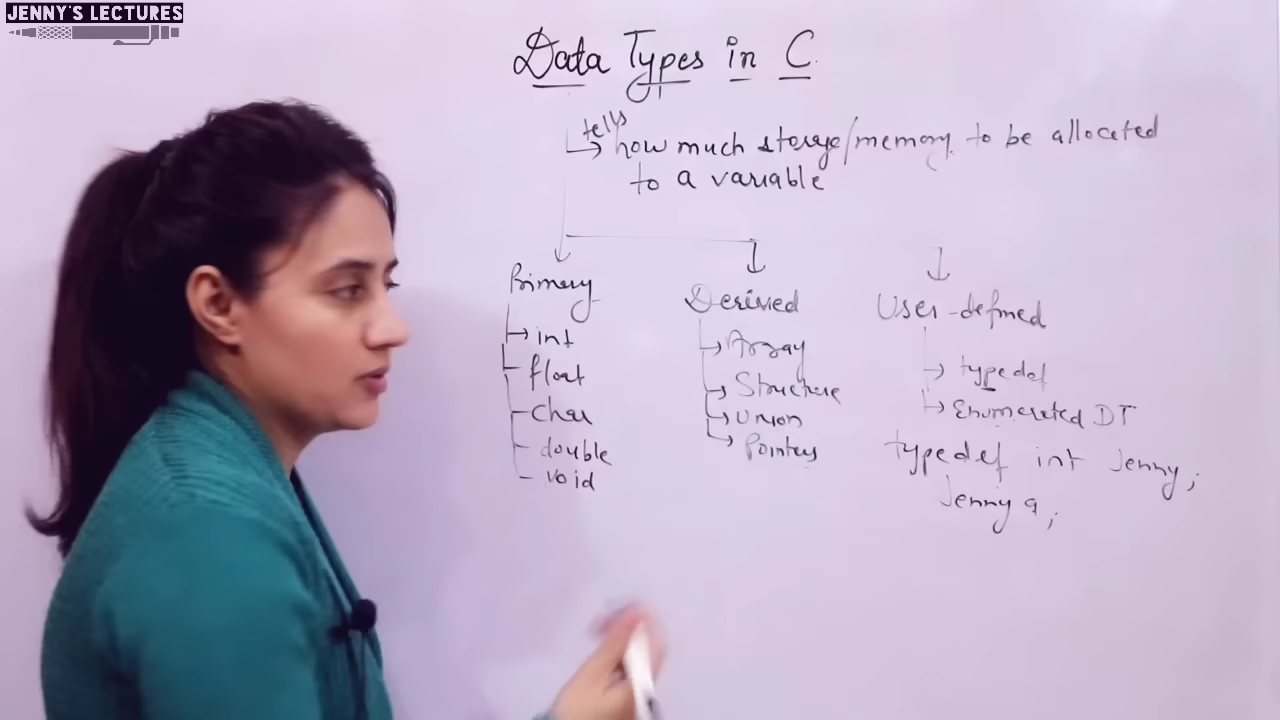 JENNY'S LECTURES
Data Types in C
tells
how much storage/memory to be allocated
to a variable
Primary
int
float
char
double
void
Derived
Array
Structure
Union
Pointers
User-defined
typedef
Enumerated DT
typedef int Jenny;
Jenny a;